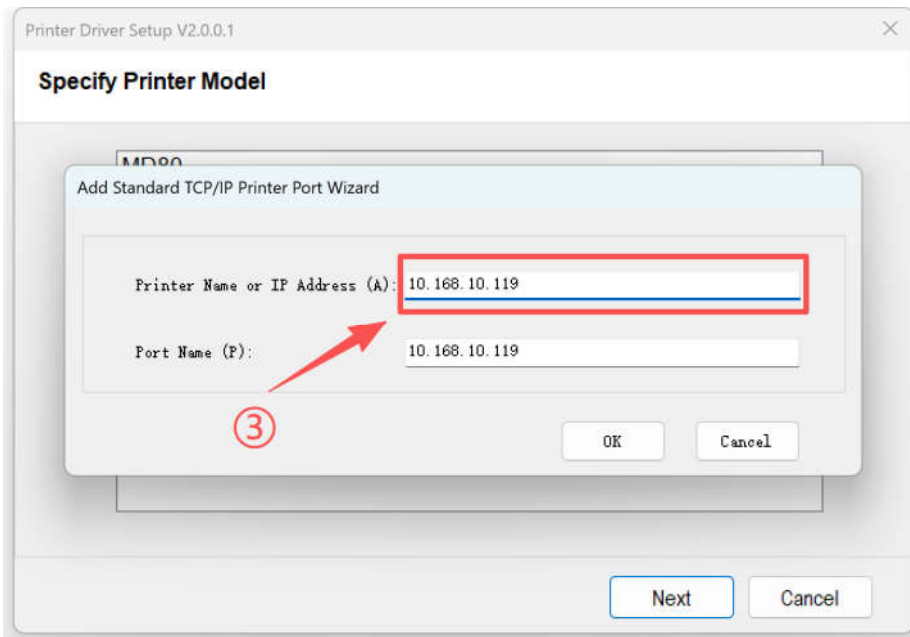 Printer Driver Setup V2.0.0.1
Specify Printer Model
MD80
Add Standard TCP/IP Printer Port Wizard
Printer Name or IP Address (A): 10.168.10.119
Port Name (P): 10.168.10.119
③
OK Cancel
Next Cancel